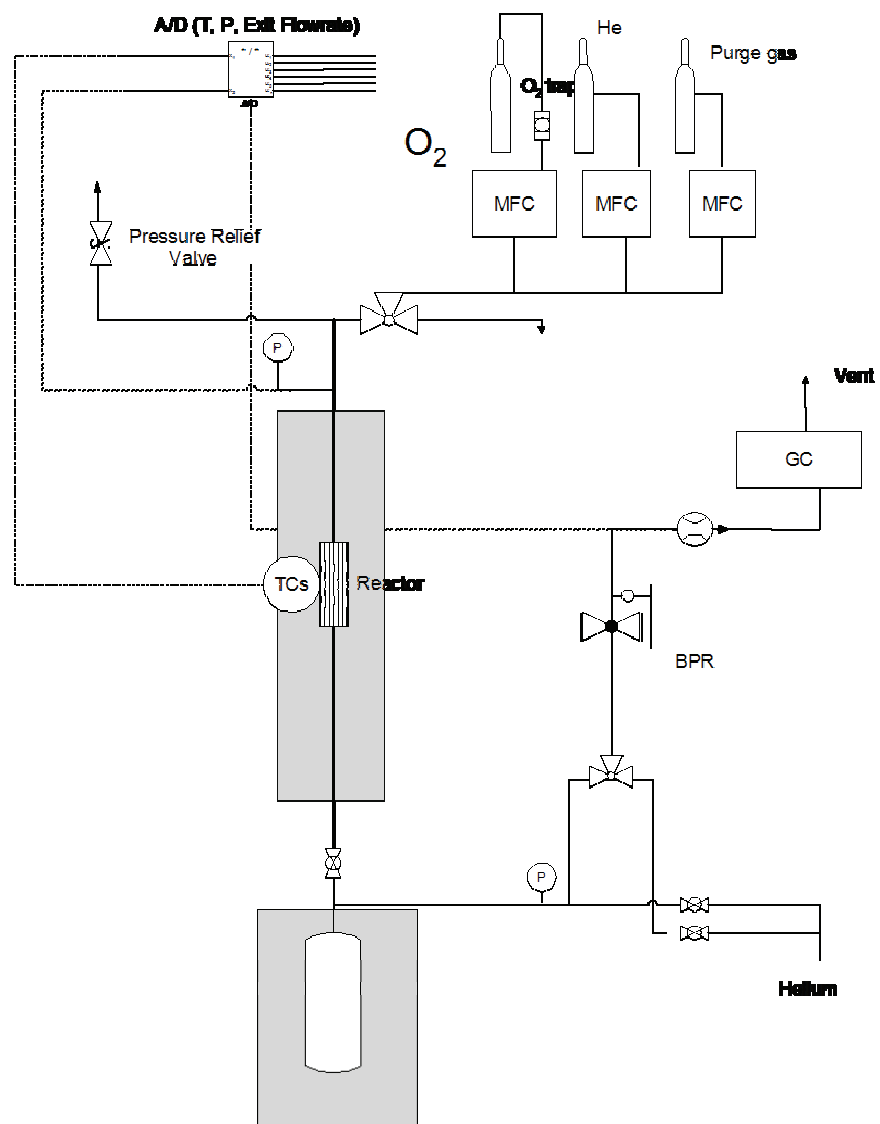 A/D (T, P, Exit Flowrate)
He
Purge gas
O2 trap
A/D
O2
MFC
MFC
MFC
Pressure Relief
Valve
P
Vent
GC
TCs
Reactor
BPR
P
Helium